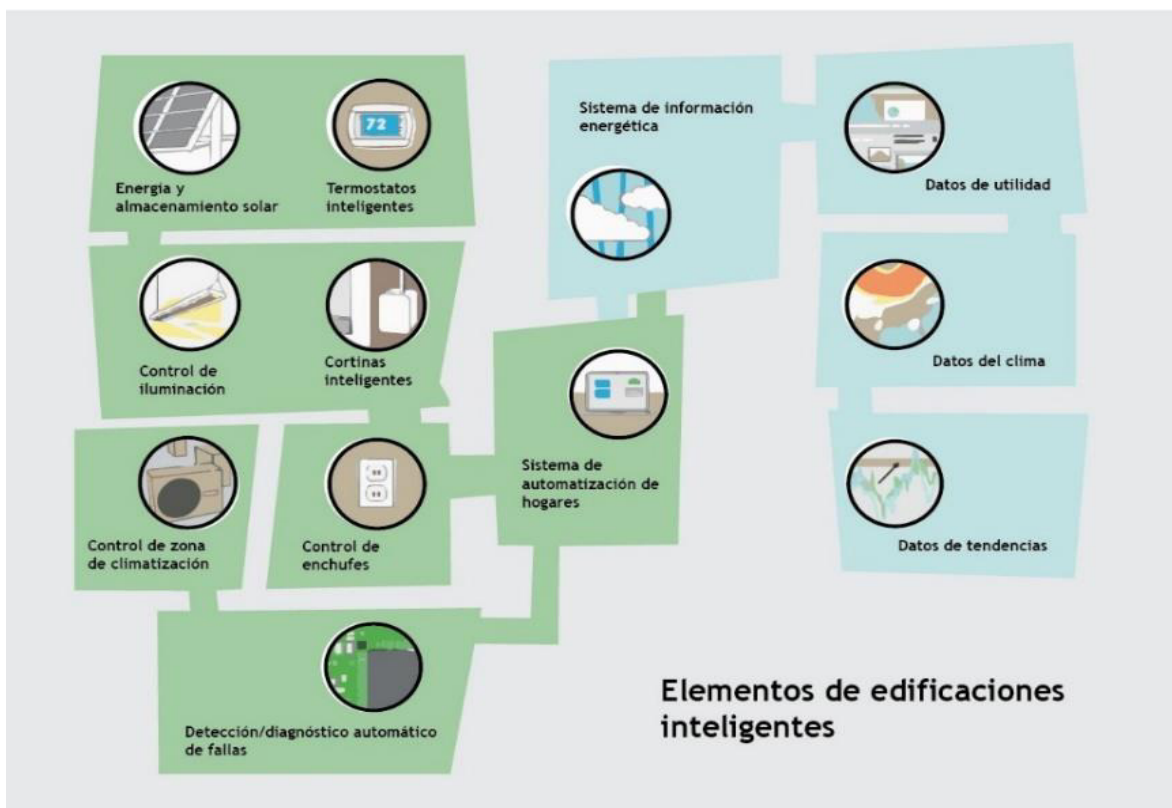 Energía y
almacenamiento solar
Termostatos
inteligentes
72
Control de
iluminación
Cortinas
inteligentes
Control de zona
de climatización
Control de
enchufes
Detección/diagnóstico automático
de fallas
Sistema de
automatización de
hogares
Sistema de información
energética
Datos de utilidad
Datos del clima
Datos de tendencias
Elementos de edificaciones
inteligentes